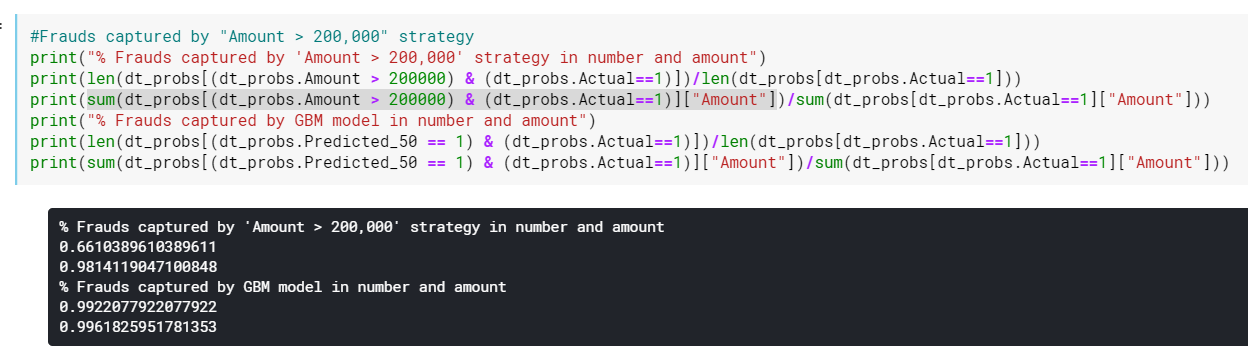 #Frauds captured by "Amount > 200,000" strategy
print("% Frauds captured by 'Amount > 200,000' strategy in number and amount")
print(len(dt_probs[(dt_probs.Amount > 200000) & (dt_probs.Actual==1)])/len(dt_probs[dt_probs.Actual==1]))
print(sum(dt_probs[(dt_probs.Amount > 200000) & (dt_probs.Actual==1)]["Amount"])/sum(dt_probs[dt_probs.Actual==1]["Amount"]))
print("% Frauds captured by GBM model in number and amount")
print(len(dt_probs[(dt_probs.Predicted_50 == 1) & (dt_probs.Actual==1)])/len(dt_probs[dt_probs.Actual==1]))
print(sum(dt_probs[(dt_probs.Predicted_50 == 1) & (dt_probs.Actual==1)]["Amount"])/sum(dt_probs[dt_probs.Actual==1]["Amount"]))
% Frauds captured by 'Amount > 200,000' strategy in number and amount
0.6610389610389611
0.9814119047100848
% Frauds captured by GBM model in number and amount
0.9922077922077922
0.9961825951781353